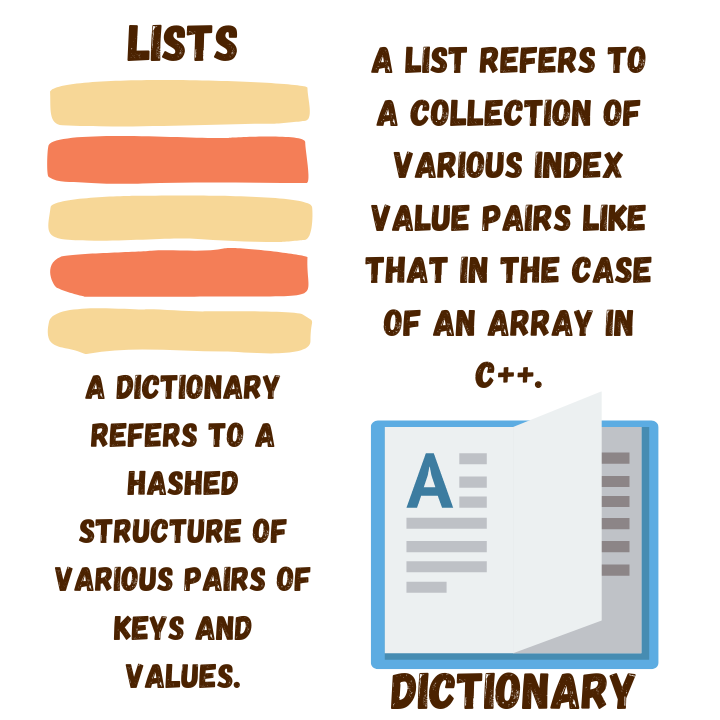 LISTS
A LIST REFERS TO
A COLLECTION OF
VARIOUS INDEX
VALUE PAIRS LIKE
THAT IN THE CASE
OF AN ARRAY IN
C++.
A DICTIONARY
REFERS TO A
HASHED
STRUCTURE OF
VARIOUS PAIRS OF
KEYS AND
VALUES.
A
DICTIONARY